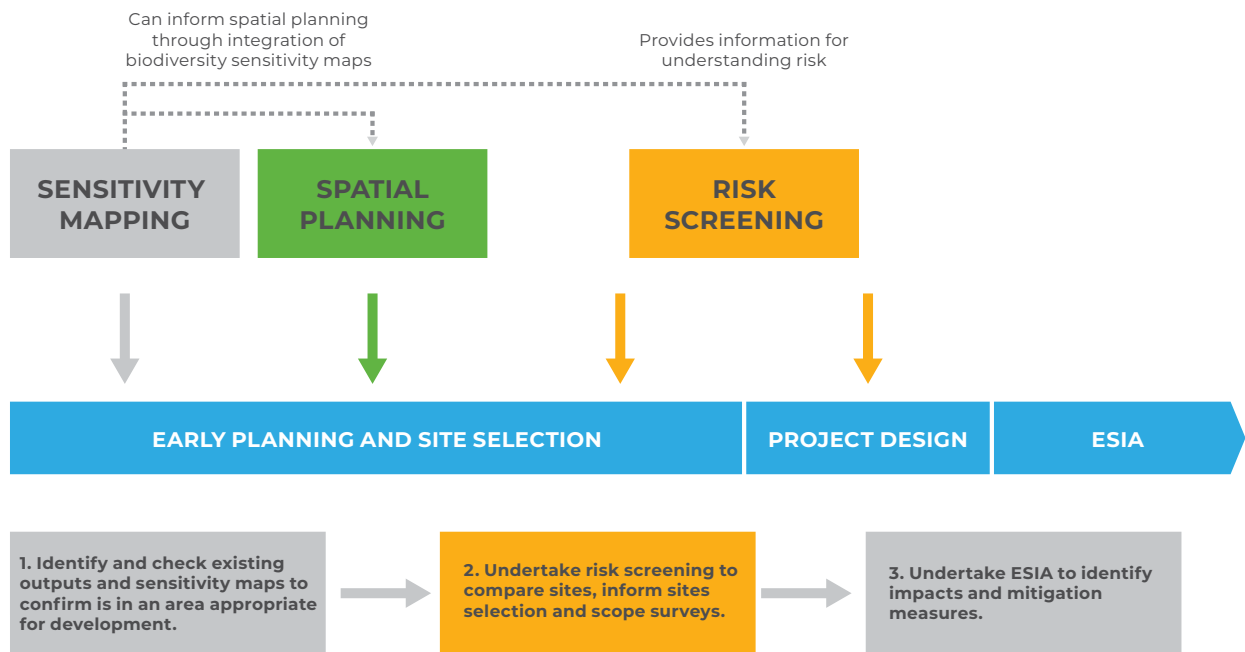 Can inform spatial planning
through integration of
biodiversity sensitivity maps
Provides information for
understanding risk
SENSITIVITY
MAPPING
SPATIAL
PLANNING
RISK
SCREENING
EARLY PLANNING AND SITE SELECTION
PROJECT DESIGN
ESIA
1. Identify and check existing
outputs and sensitivity maps to
confirm is in an area appropriate
for development.
2. Undertake risk screening to
compare sites, inform sites
selection and scope surveys.
3. Undertake ESIA to identify
impacts and mitigation
measures.